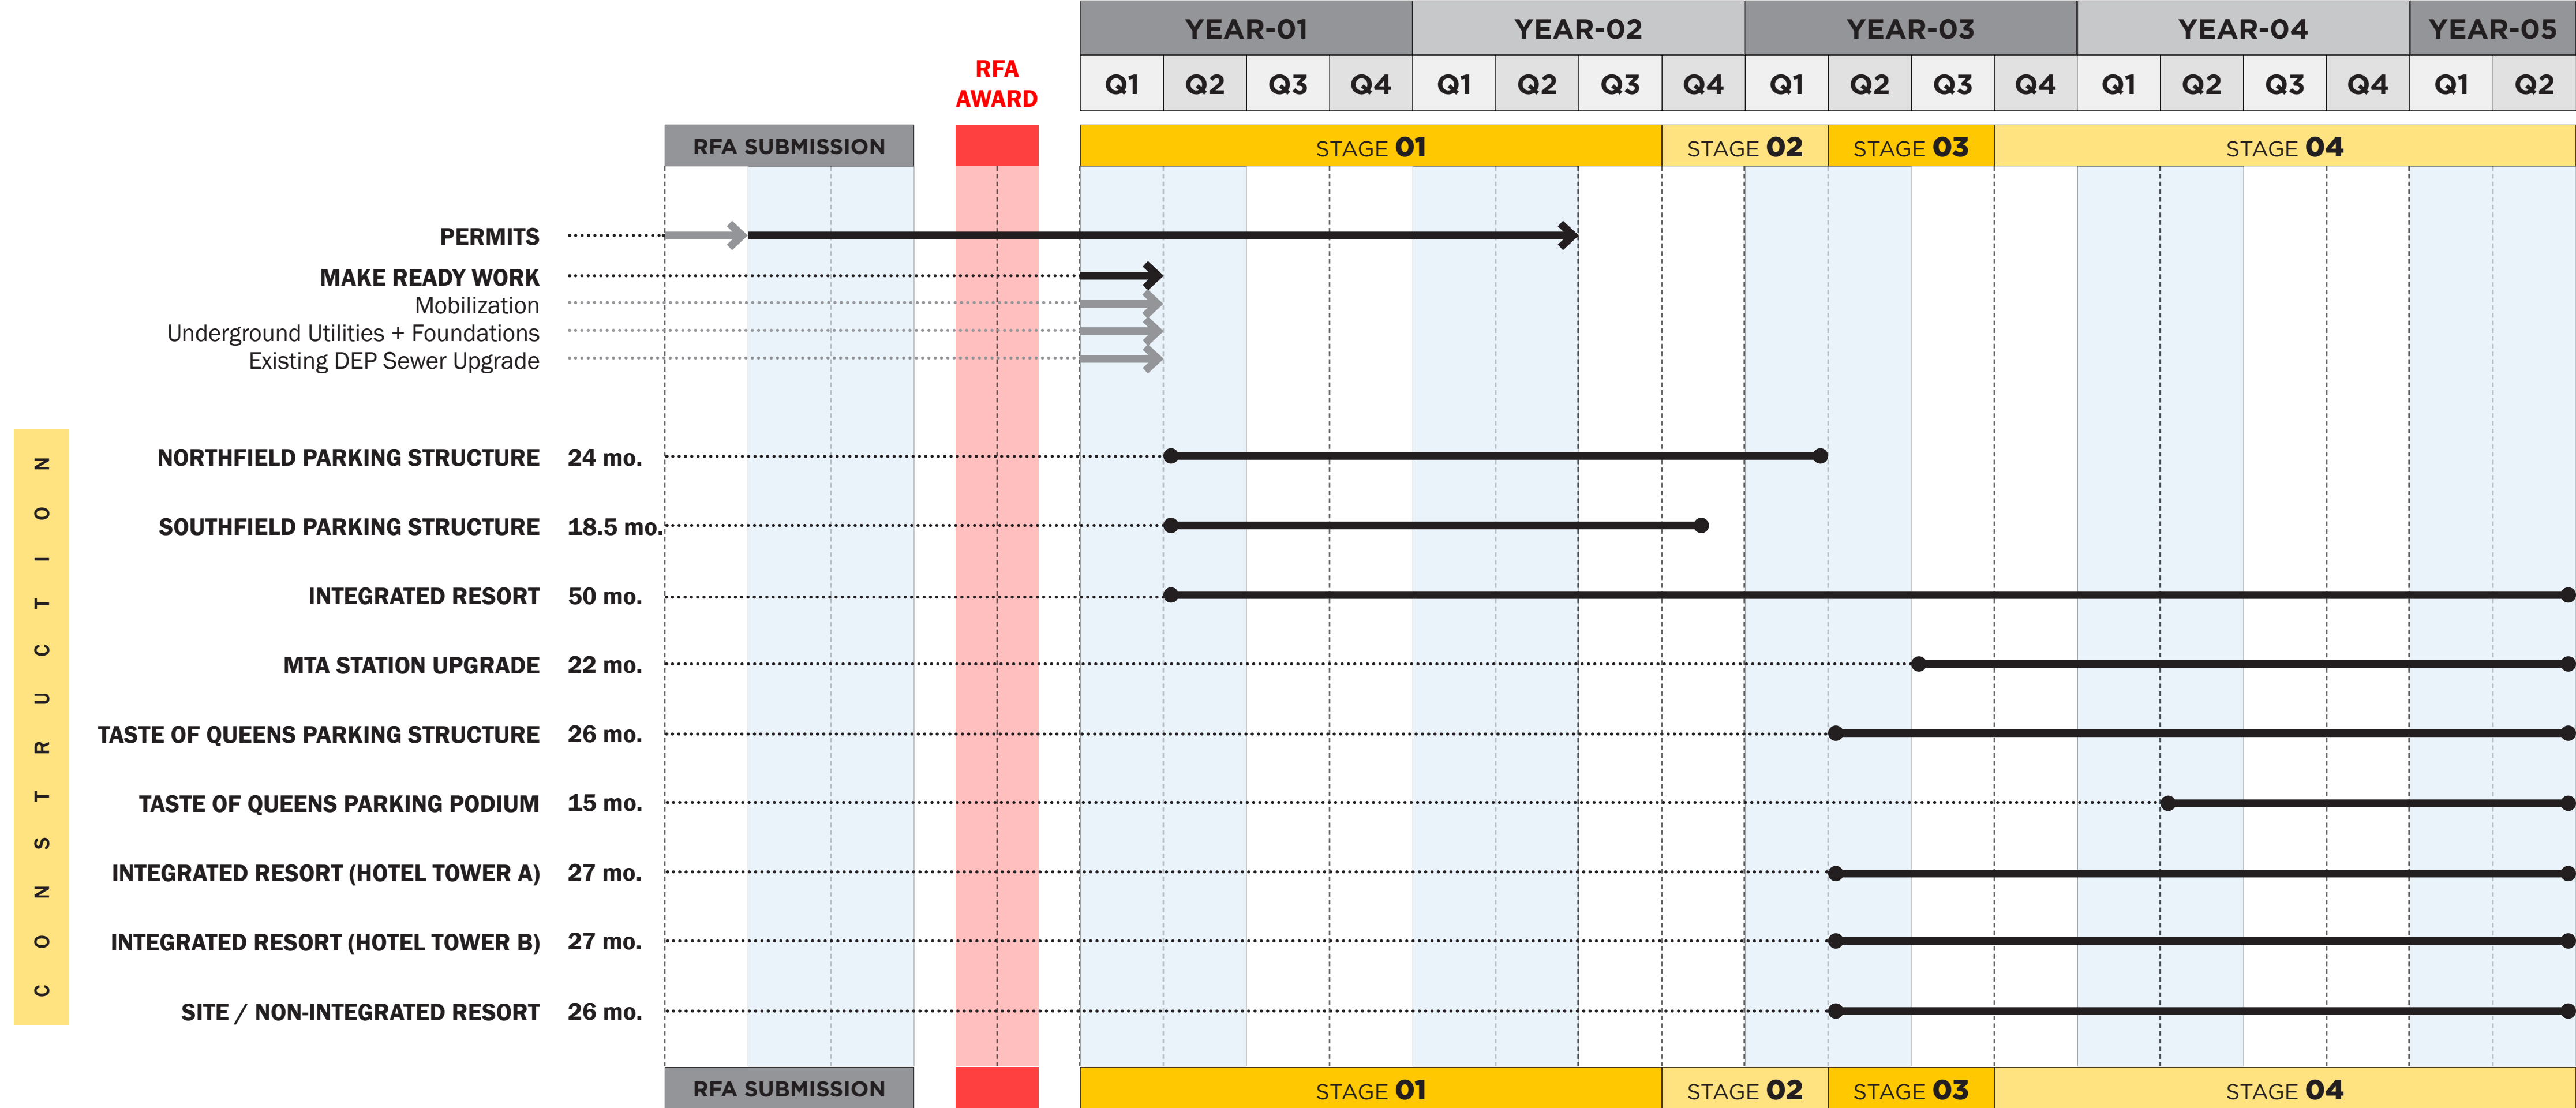 YEAR-01 YEAR-02 YEAR-03 YEAR-04 YEAR-05
RFA
AWARD
Q1 Q2 Q3 Q4 Q1 Q2 Q3 Q4 Q1 Q2 Q3 Q4 Q1 Q2 Q3 Q4 Q1 Q2
RFA SUBMISSION STAGE 01 STAGE 02 STAGE 03 STAGE 04
PERMITS
MAKE READY WORK
Mobilization
Underground Utilities + Foundations
Existing DEP Sewer Upgrade
CONSTRUCTION
NORTHFIELD PARKING STRUCTURE 24 mo.
SOUTHFIELD PARKING STRUCTURE 18.5 mo.
INTEGRATED RESORT 50 mo.
MTA STATION UPGRADE 22 mo.
TASTE OF QUEENS PARKING STRUCTURE 26 mo.
TASTE OF QUEENS PARKING PODIUM 15 mo.
INTEGRATED RESORT (HOTEL TOWER A) 27 mo.
INTEGRATED RESORT (HOTEL TOWER B) 27 mo.
SITE / NON-INTEGRATED RESORT 26 mo.
RFA SUBMISSION STAGE 01 STAGE 02 STAGE 03 STAGE 04